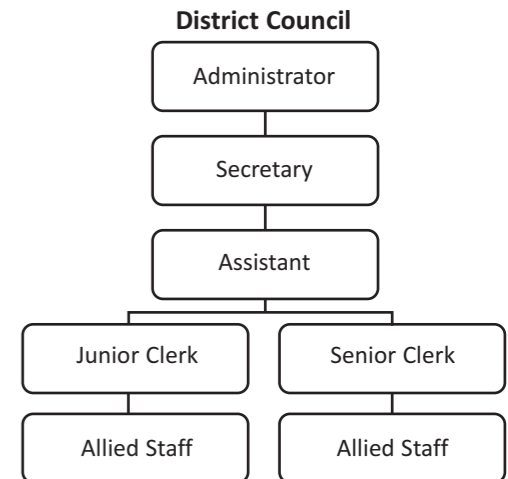 District Council
Administrator
Secretary
Assistant
Junior Clerk
Senior Clerk
Allied Staff
Allied Staff